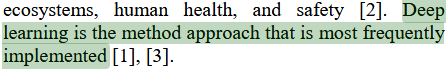 ecosystems, human health, and safety [2]. Deep
learning is the method approach that is most frequently
implemented [1], [3].